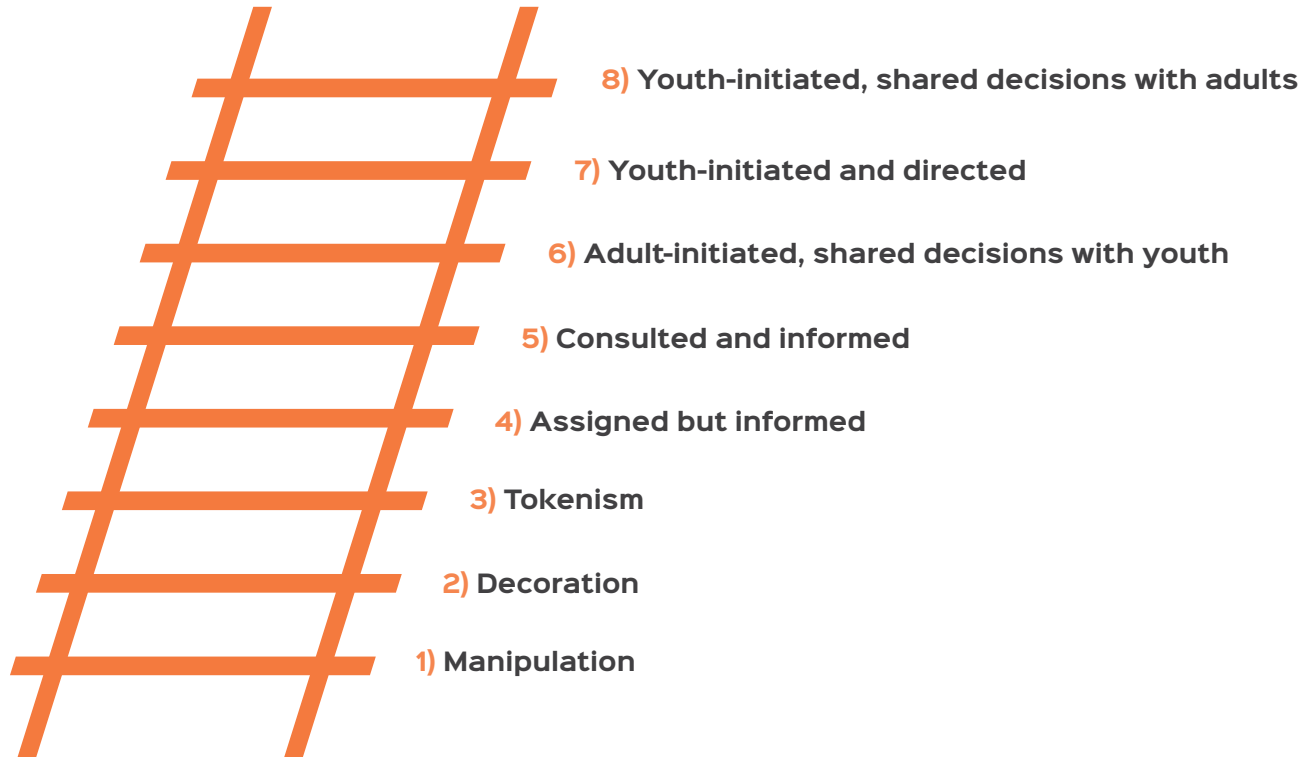 8) Youth-initiated, shared decisions with adults
7) Youth-initiated and directed
6) Adult-initiated, shared decisions with youth
5) Consulted and informed
4) Assigned but informed
3) Tokenism
2) Decoration
1) Manipulation